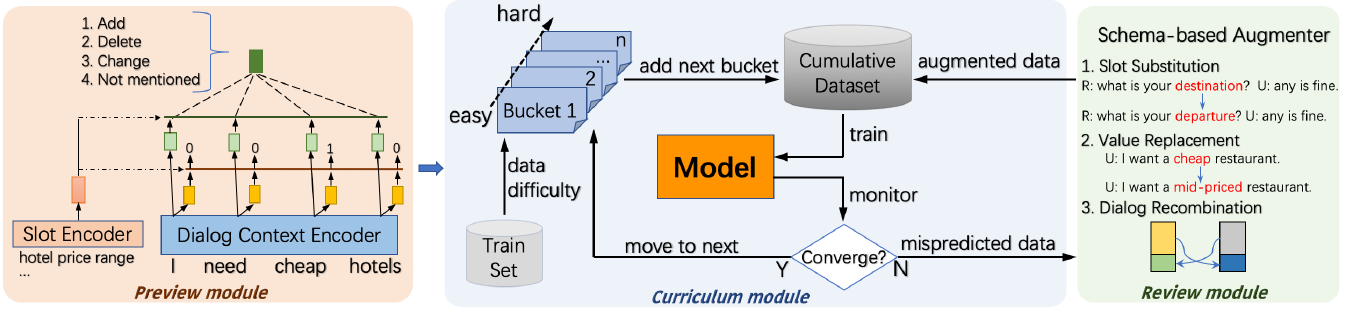 1. Add
2. Delete
3. Change
4. Not mentioned
0 0 1 0
Slot Encoder
hotel price range
...
Dialog Context Encoder
I need cheap hotels
Preview module
hard
easy
n
...
2
Bucket 1
add next bucket
Cumulative
Dataset
augmented data
data
difficulty
Train
Set
train
Model
monitor
move to next
Y
Converge?
N
mispredicted data
Curriculum module
Schema-based Augmenter
1. Slot Substitution
R: what is your destination? U: any is fine.
R: what is your departure? U: any is fine.
2. Value Replacement
U: I want a cheap restaurant.
U: I want a mid-priced restaurant.
3. Dialog Recombination
Review module